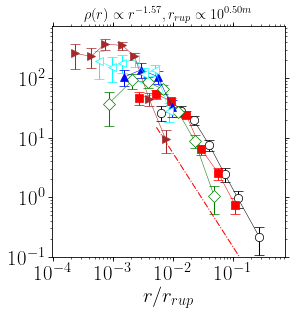 ρ(r) ∝ r^{-1.57}, r_{rup} ∝ 10^{0.50m}
10^2
10^1
10^0
10^{-1}
10^{-4} 10^{-3} 10^{-2} 10^{-1}
r/r_{rup}